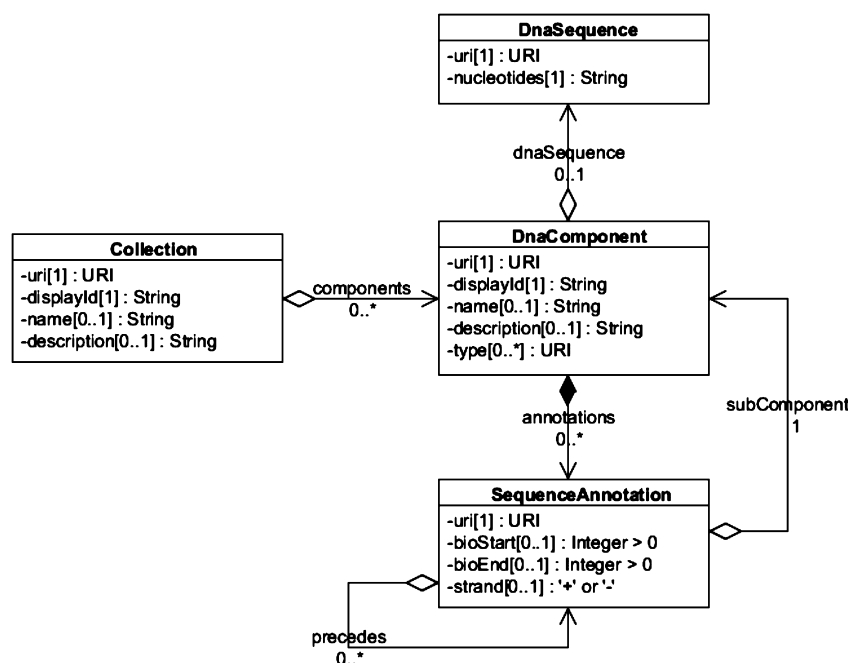 DnaSequence
-uri[1] : URI
-nucleotides[1] : String
dnaSequence
0..1
Collection
-uri[1] : URI
-displayId[1] : String
-name[0..1] : String
-description[0..1] : String
components
0..*
DnaComponent
-uri[1] : URI
-displayId[1] : String
-name[0..1] : String
-description[0..1] : String
-type[0..*] : URI
annotations
0..*
subComponent
1
SequenceAnnotation
-uri[1] : URI
-bioStart[0..1] : Integer > 0
-bioEnd[0..1] : Integer > 0
-strand[0..1] : '+' or '-'
precedes
0..*